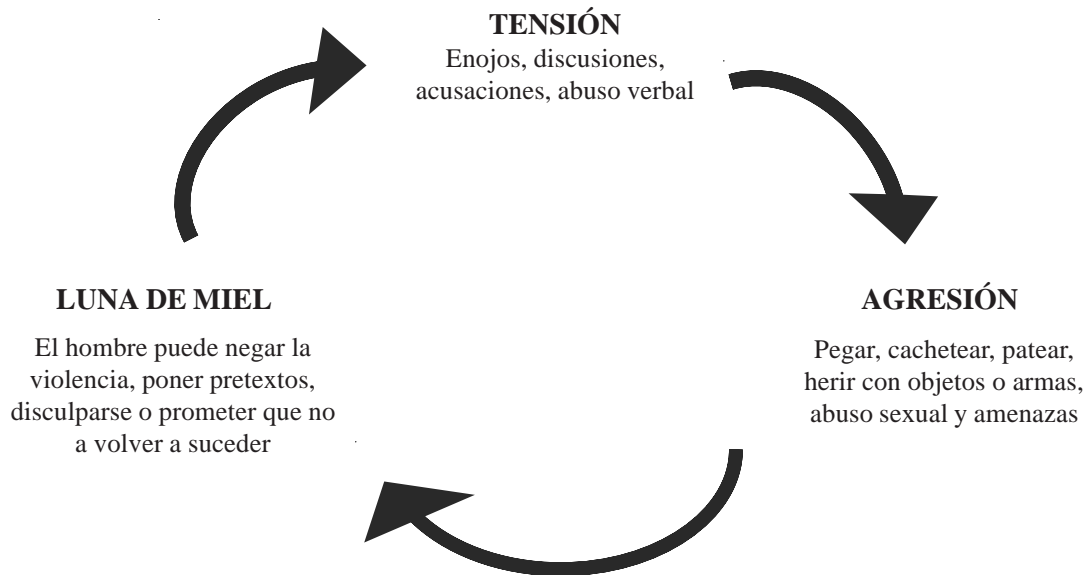 TENSIÓN
Enojos, discusiones,
acusaciones, abuso verbal
LUNA DE MIEL
El hombre puede negar la
violencia, poner pretextos,
disculparse o prometer que no
a volver a suceder
AGRESIÓN
Pegar, cachetear, patear,
herir con objetos o armas,
abuso sexual y amenazas